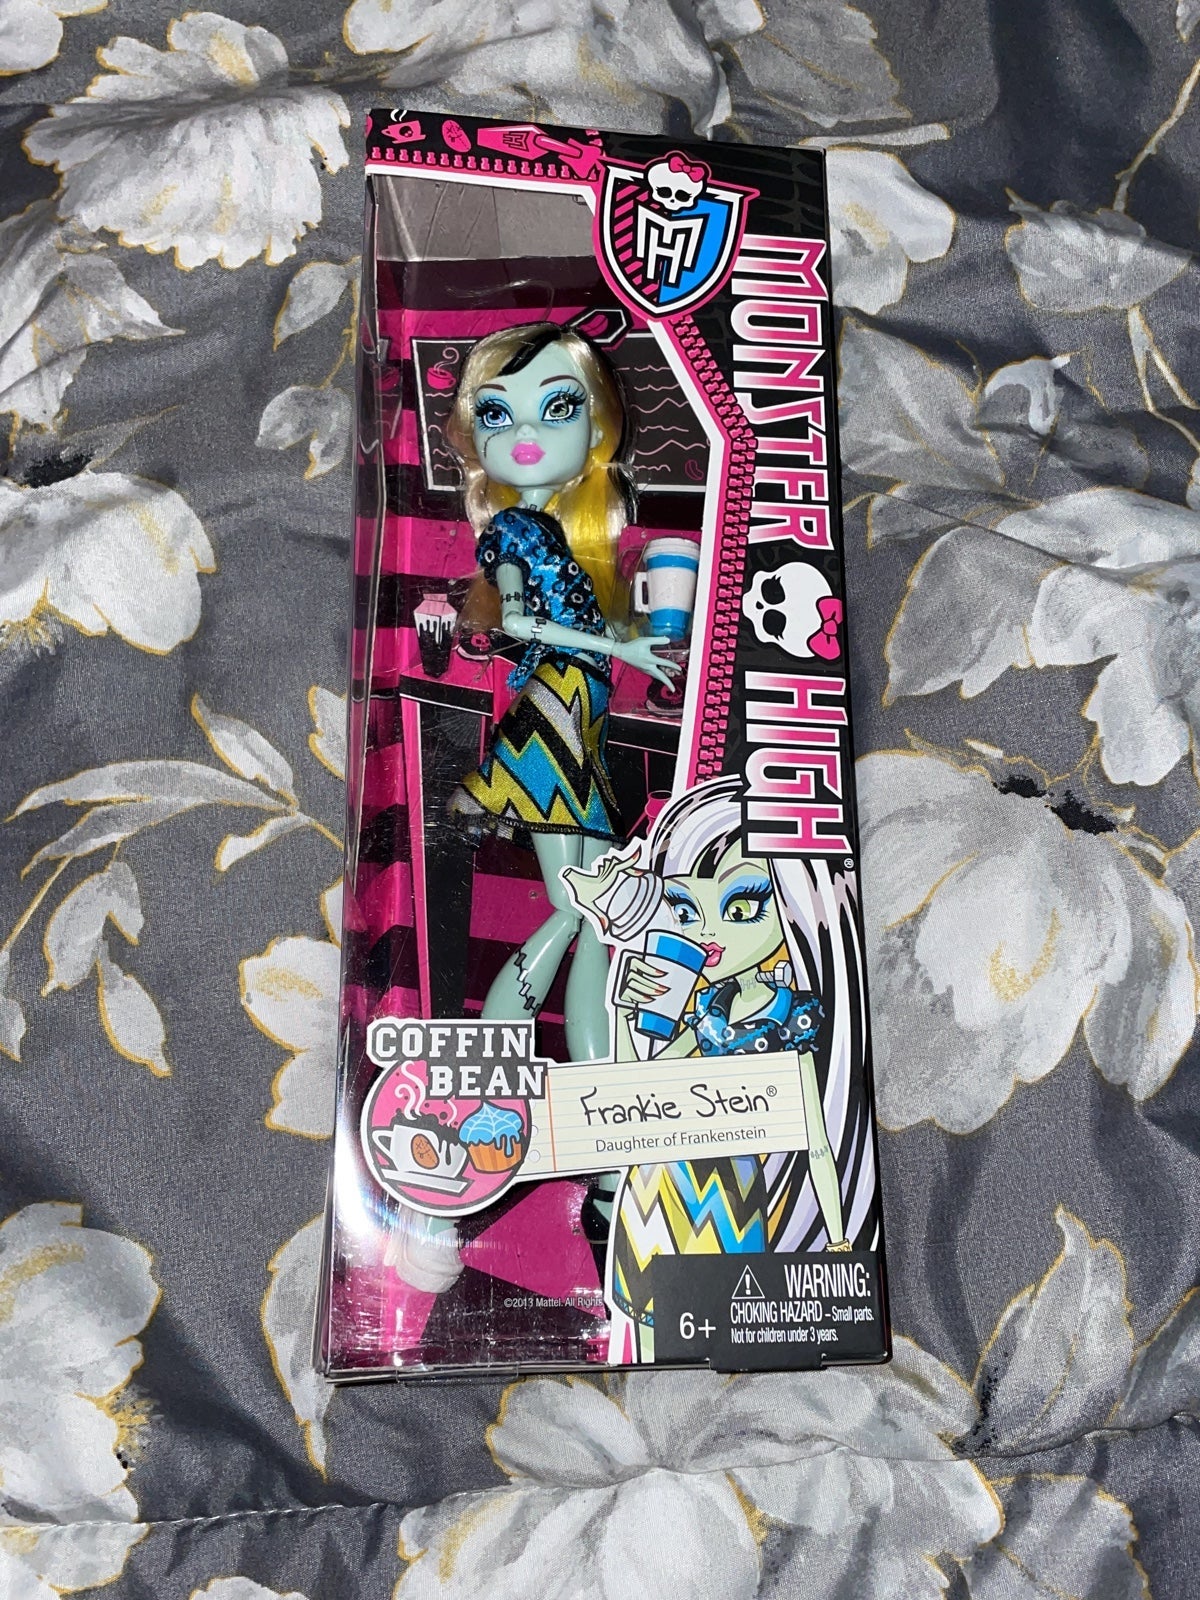 MH
MONSTER HIGH®
COFFIN
BEAN
Frankie Stein®
Daughter of Frankenstein
©2013 Mattel. All Rights
6+
WARNING:
CHOKING HAZARD – Small parts.
Not for children under 3 years.